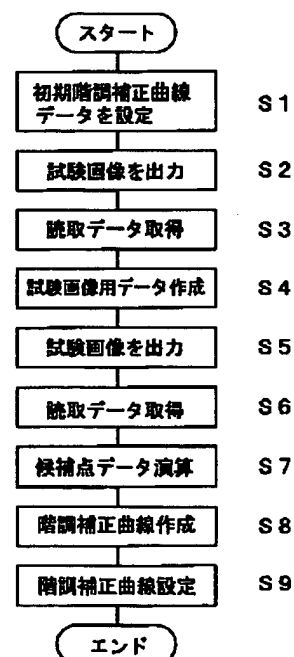 スタート
初期階調補正曲線
データを設定
S1
試験画像を出力
S2
読取データ取得
S3
試験画像用データ作成
S4
試験画像を出力
S5
読取データ取得
S6
候補点データ演算
S7
階調補正曲線作成
S8
階調補正曲線設定
S9
エンド